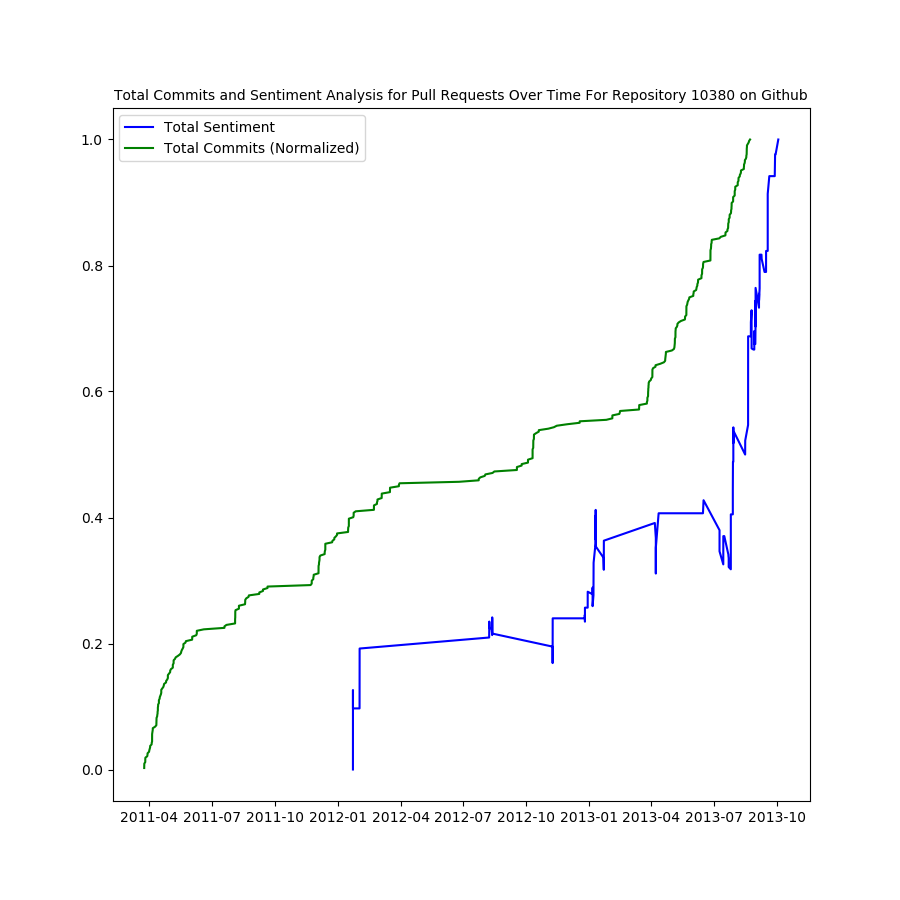 Total Commits and Sentiment Analysis for Pull Requests Over Time For Repository 10380 on Github
Total Sentiment
Total Commits (Normalized)
1.0
0.8
0.6
0.4
0.2
0.0
2011-04 2011-07 2011-10 2012-01 2012-04 2012-07 2012-10 2013-01 2013-04 2013-07 2013-10